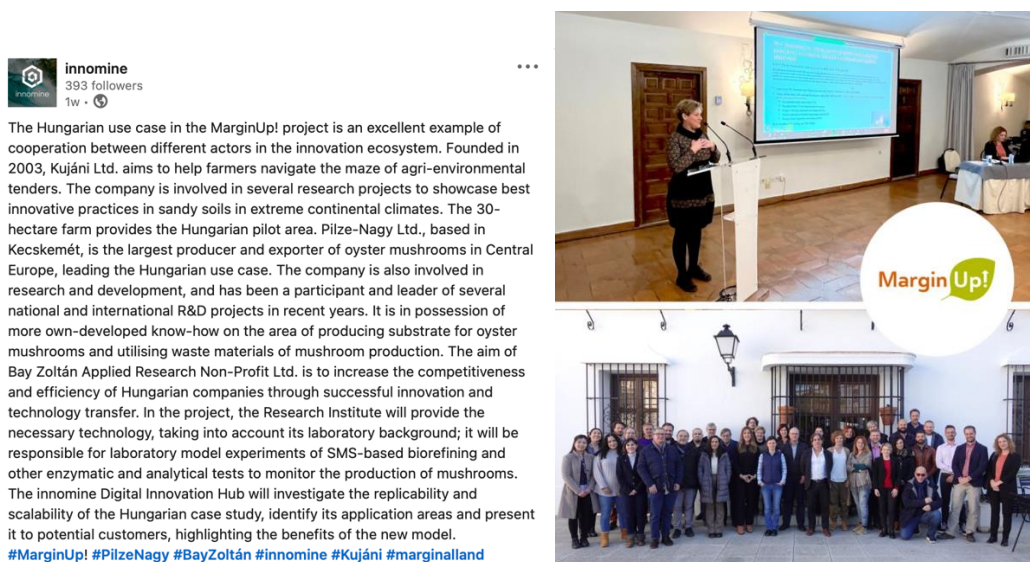 innomine
innomine
393 followers
1w •
The Hungarian use case in the MarginUp! project is an excellent example of
cooperation between different actors in the innovation ecosystem. Founded in
2003, Kujáni Ltd. aims to help farmers navigate the maze of agri-environmental
tenders. The company is involved in several research projects to showcase best
innovative practices in sandy soils in extreme continental climates. The 30-
hectare farm provides the Hungarian pilot area. Pilze-Nagy Ltd., based in
Kecskemét, is the largest producer and exporter of oyster mushrooms in Central
Europe, leading the Hungarian use case. The company is also involved in
research and development, and has been a participant and leader of several
national and international R&D projects in recent years. It is in possession of
more own-developed know-how on the area of producing substrate for oyster
mushrooms and utilising waste materials of mushroom production. The aim of
Bay Zoltán Applied Research Non-Profit Ltd. is to increase the competitiveness
and efficiency of Hungarian companies through successful innovation and
technology transfer. In the project, the Research Institute will provide the
necessary technology, taking into account its laboratory background; it will be
responsible for laboratory model experiments of SMS-based biorefining and
other enzymatic and analytical tests to monitor the production of mushrooms.
The innomine Digital Innovation Hub will investigate the replicability and
scalability of the Hungarian case study, identify its application areas and present
it to potential customers, highlighting the benefits of the new model.
#MarginUp! #PilzeNagy #BayZoltán #innomine #Kujáni #marginalland
MarginUp!